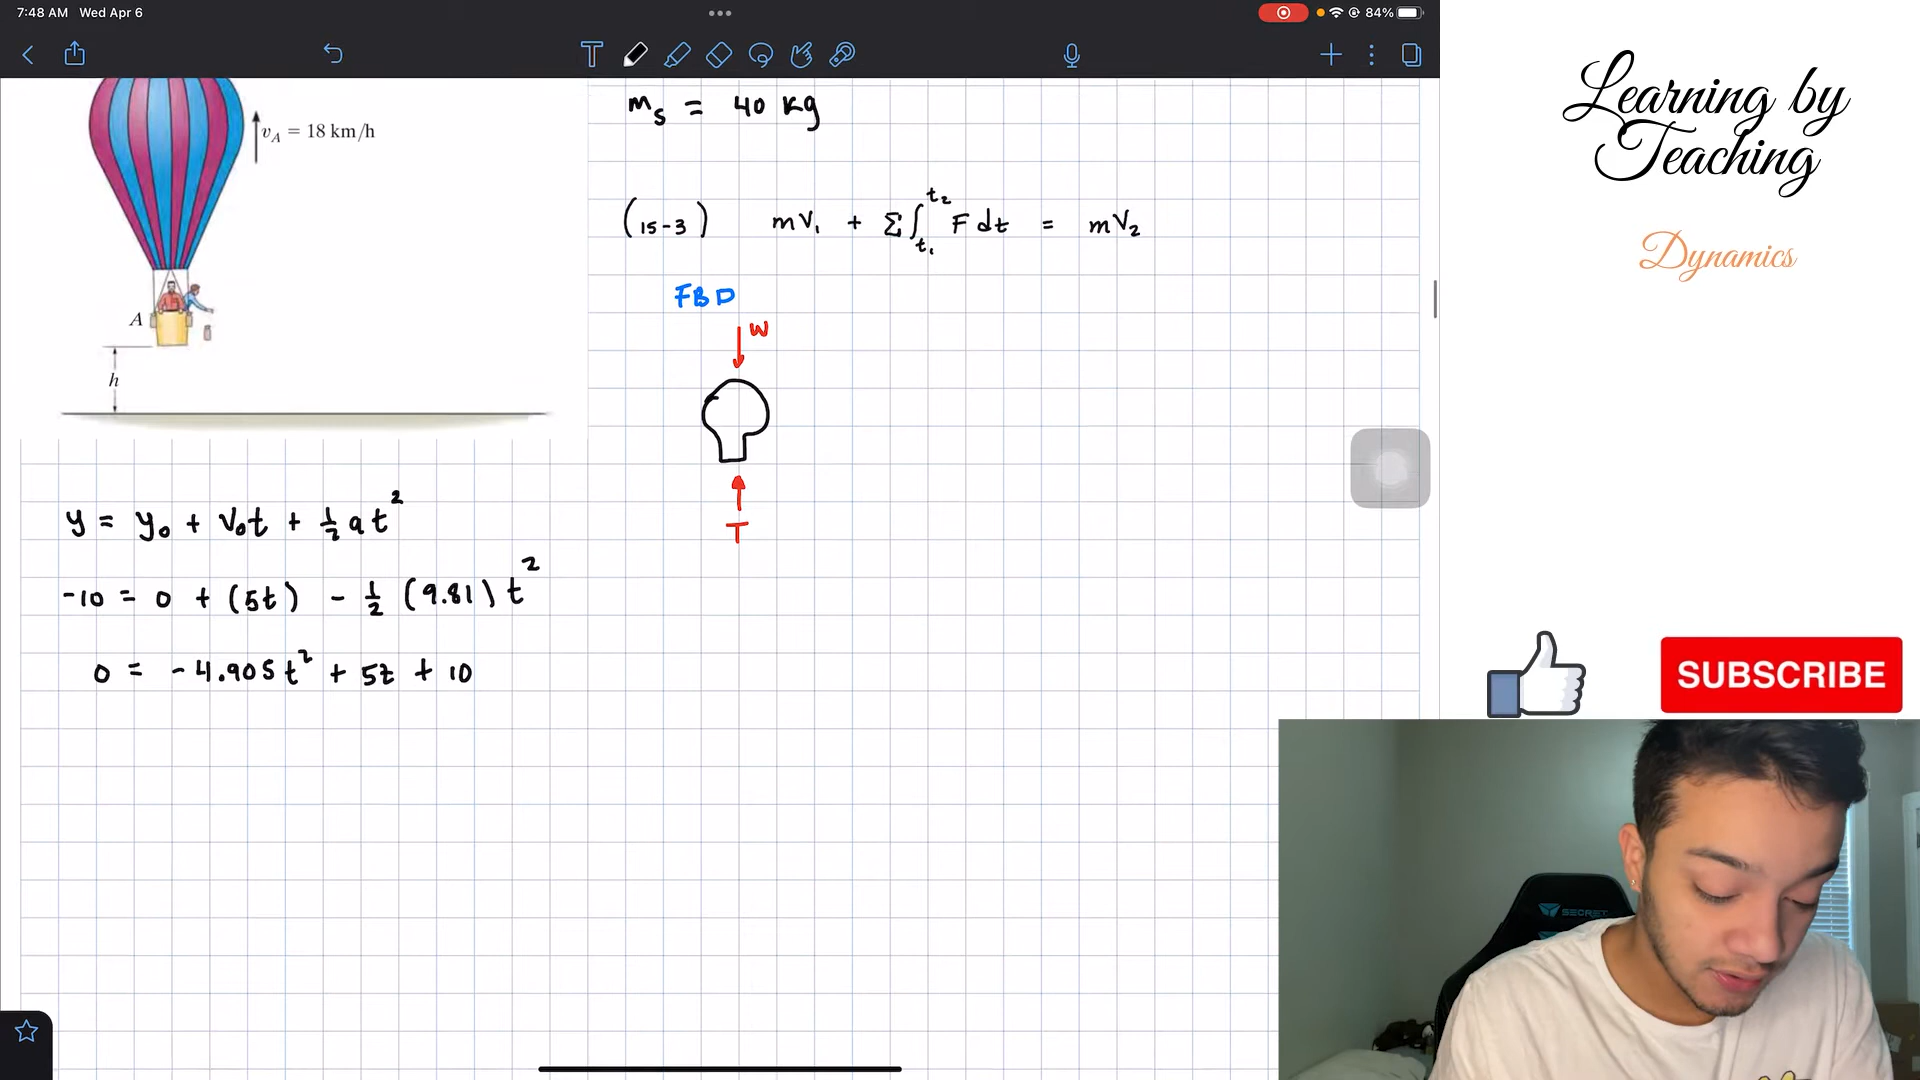 7:48 AM Wed Apr 6
84%
v_A = 18 km/h
A
h
m_s = 40 kg
(15-3) mV₁ + Σ∫_{t₁}^{t₂} F dt = mV₂
FBD
W
T
y = y₀ + V₀t + ½ at²
-10 = 0 + (5t) - ½ (9.81) t²
0 = -4.905t² + 5t + 10
Learning by
Teaching
Dynamics
SUBSCRIBE
SECRET